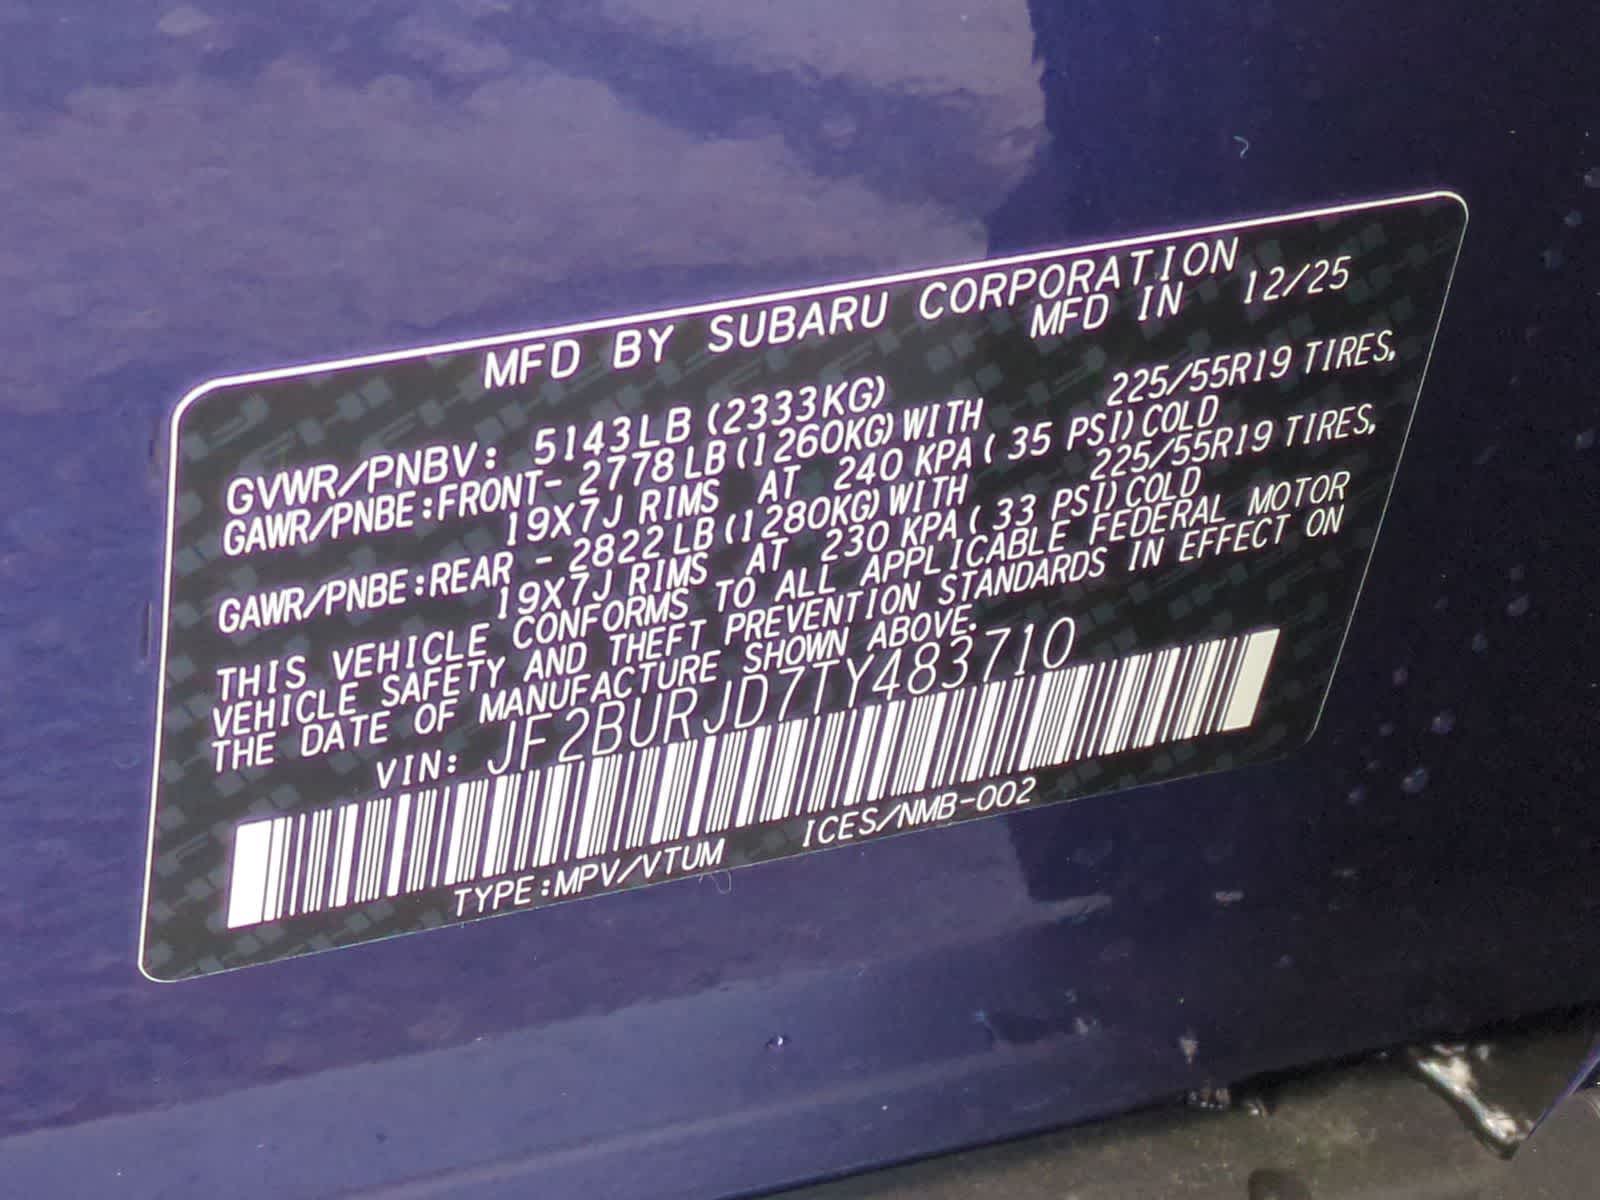 MFD BY SUBARU CORPORATION
MFD IN 12/25
GVWR/PNBV: 5143LB (2333KG)
GAWR/PNBE:FRONT- 2778LB (1260KG) WITH 225/55R19 TIRES,
19X7J RIMS AT 240 KPA ( 35 PSI) COLD
GAWR/PNBE:REAR - 2822LB (1280KG) WITH 225/55R19 TIRES,
19X7J RIMS AT 230 KPA ( 33 PSI) COLD
THIS VEHICLE CONFORMS TO ALL APPLICABLE FEDERAL MOTOR
VEHICLE SAFETY AND THEFT PREVENTION STANDARDS IN EFFECT ON
THE DATE OF MANUFACTURE SHOWN ABOVE.
VIN: JF2BURJD7TY483710
TYPE:MPV/VTUM ICES/NMB-002